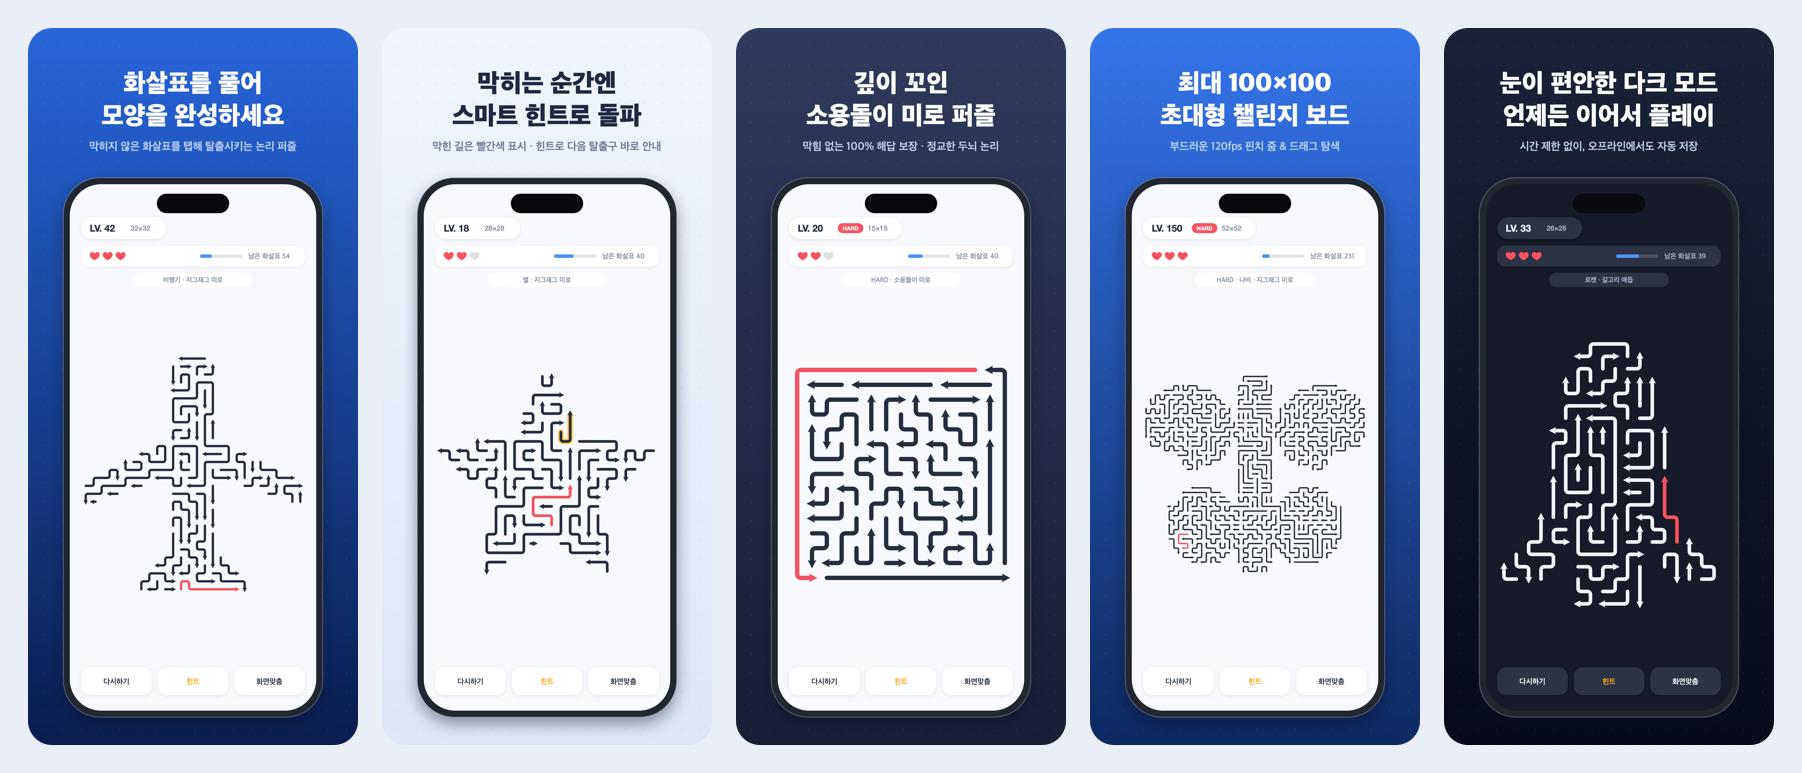 화살표를 풀어
모양을 완성하세요
막히지 않은 화살표를 탭해 탈출시키는 논리 퍼즐
LV. 42 32×32
남은 화살표 54
비행기 · 지그재그 미로
다시하기 힌트 화면맞춤
막히는 순간엔
스마트 힌트로 돌파
막힌 길은 빨간색 표시 · 힌트로 다음 탈출구 바로 안내
LV. 18 28×28
남은 화살표 40
별 · 지그재그 미로
다시하기 힌트 화면맞춤
깊이 꼬인
소용돌이 미로 퍼즐
막힘 없는 100% 해답 보장 · 정교한 두뇌 논리
LV. 20 HARD 15×15
남은 화살표 40
HARD · 소용돌이 미로
다시하기 힌트 화면맞춤
최대 100×100
초대형 챌린지 보드
부드러운 120fps 핀치 줌 & 드래그 탐색
LV. 150 HARD 52×52
남은 화살표 231
HARD · 나비 · 지그재그 미로
다시하기 힌트 화면맞춤
눈이 편안한 다크 모드
언제든 이어서 플레이
시간 제한 없이, 오프라인에서도 자동 저장
LV. 33 26×26
남은 화살표 39
로켓 · 갈고리 매듭
다시하기 힌트 화면맞춤